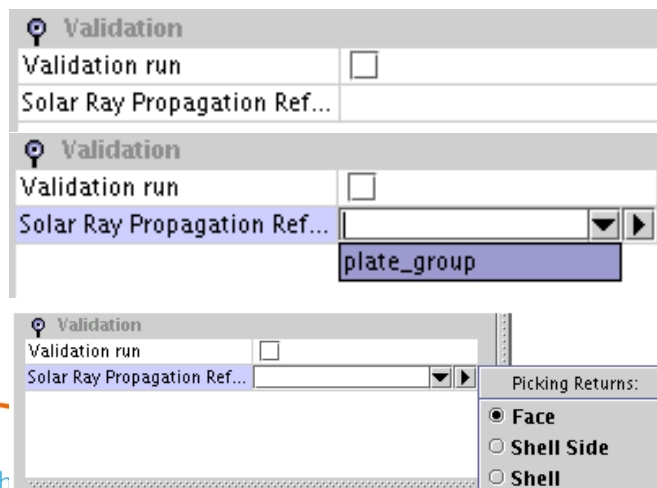 Validation
Validation run
Solar Ray Propagation Ref...
Validation
Validation run
Solar Ray Propagation Ref...
plate_group
Validation
Validation run
Solar Ray Propagation Ref...
Picking Returns:
Face
Shell Side
Shell